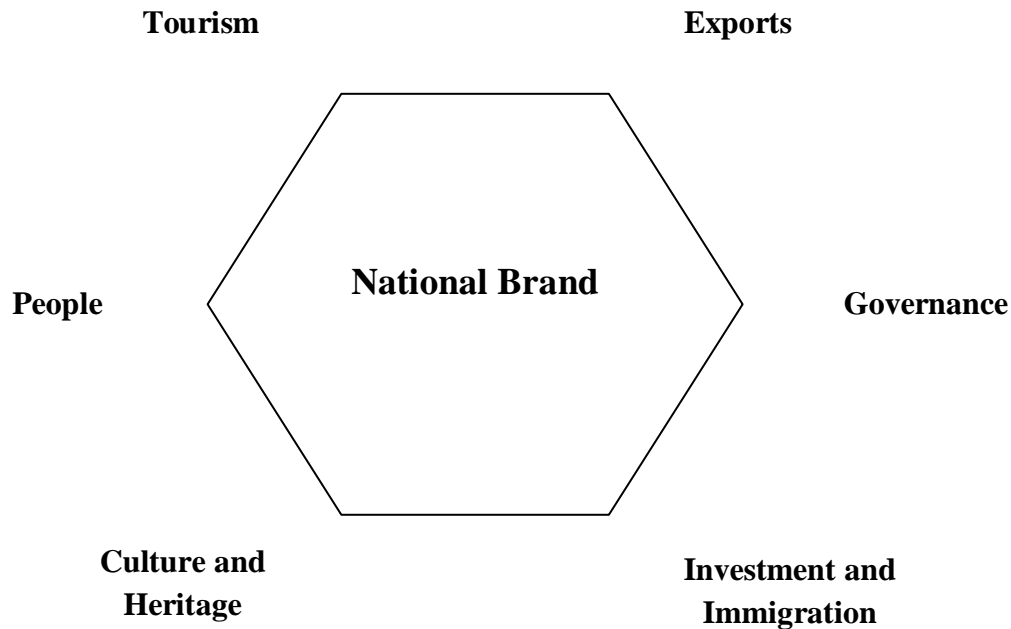 Tourism
Exports
National Brand
People
Governance
Culture and
Heritage
Investment and
Immigration